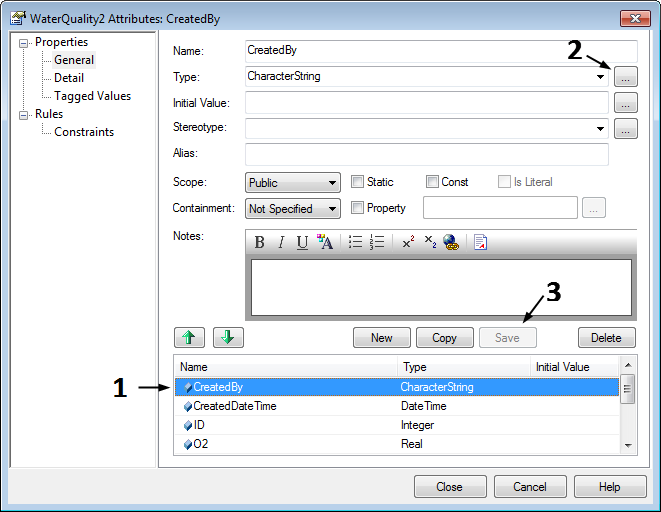 WaterQuality2 Attributes: CreatedBy
Properties
General
Detail
Tagged Values
Rules
Constraints
Name: CreatedBy
2
Type: CharacterString ...
Initial Value: ...
Stereotype: ...
Alias:
Scope: Public Static Const Is Literal
Containment: Not Specified Property ...
Notes:
B I U A x² x₂
3
New Copy Save Delete
Name Type Initial Value
1
CreatedBy CharacterString
CreatedDateTime DateTime
ID Integer
O2 Real
Close Cancel Help